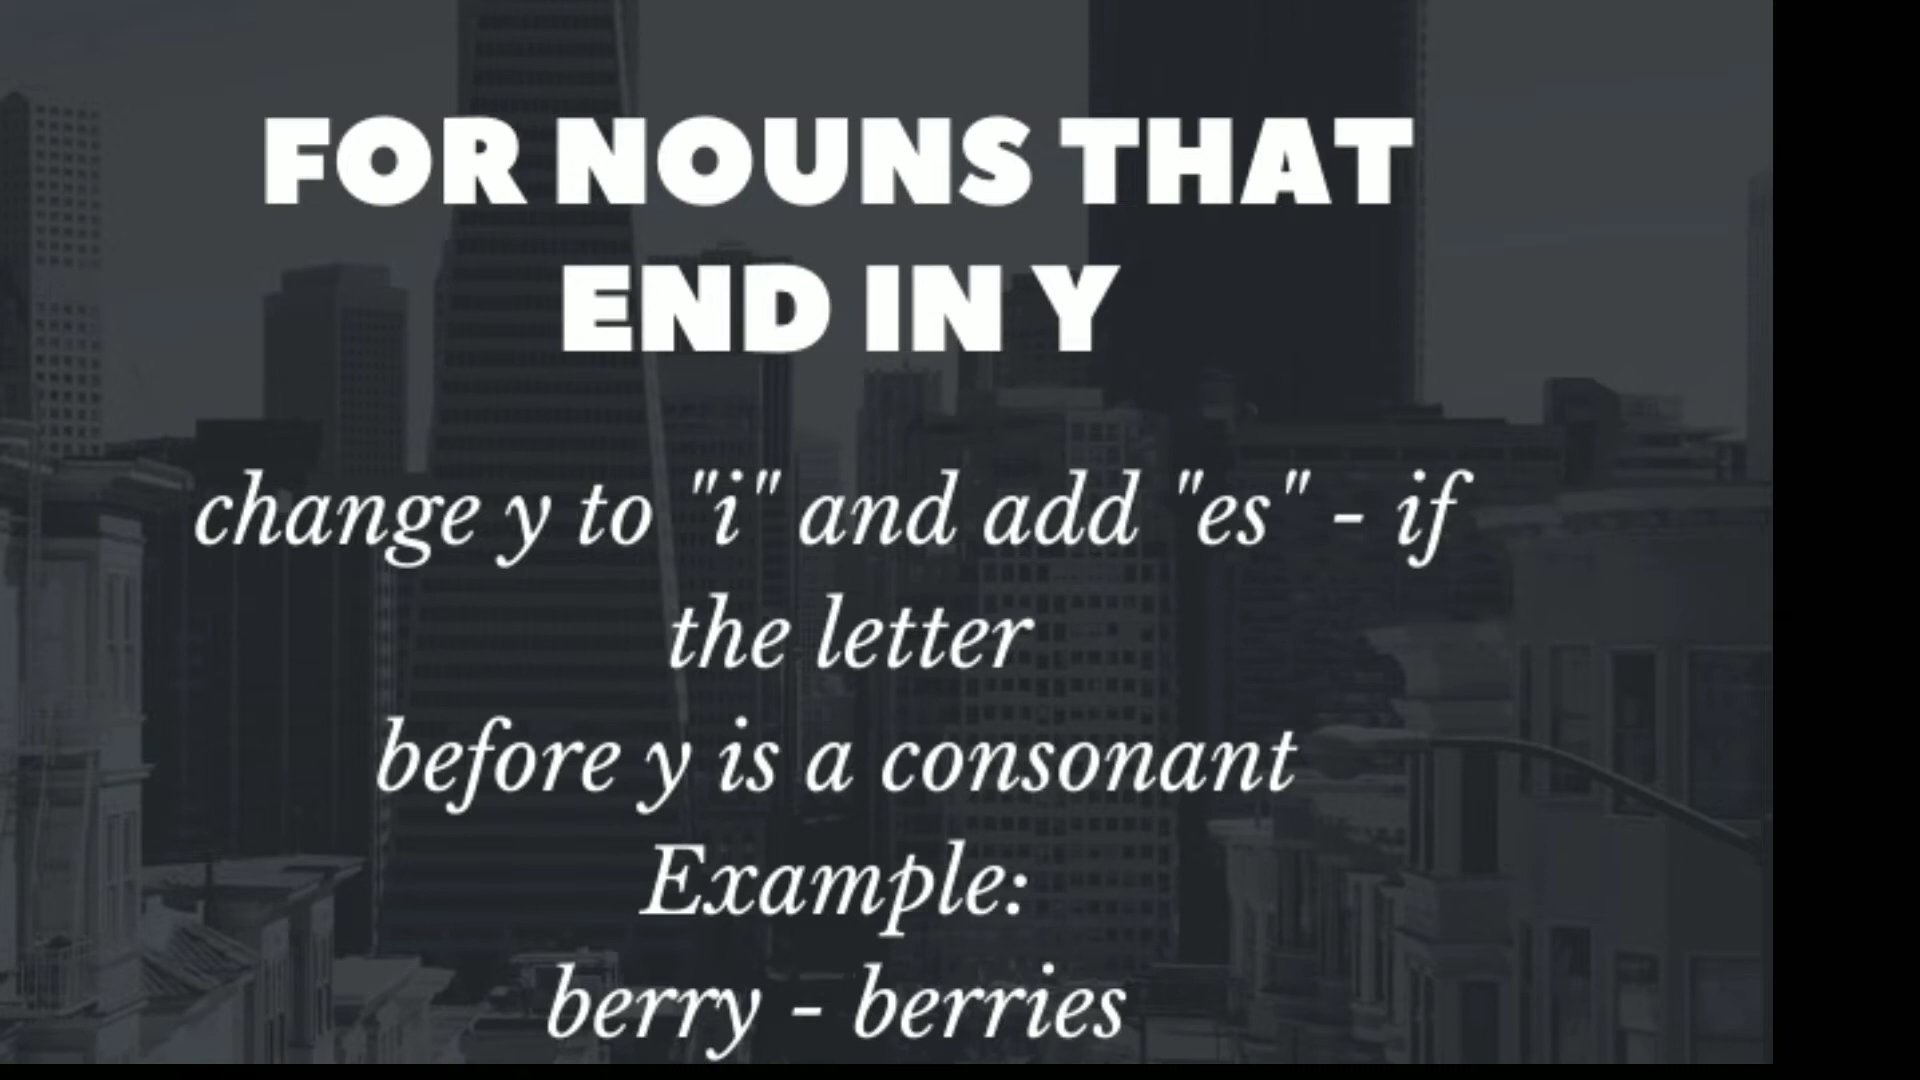 FOR NOUNS THAT
END IN Y
change y to "i" and add "es" - if
the letter
before y is a consonant
Example:
berry - berries